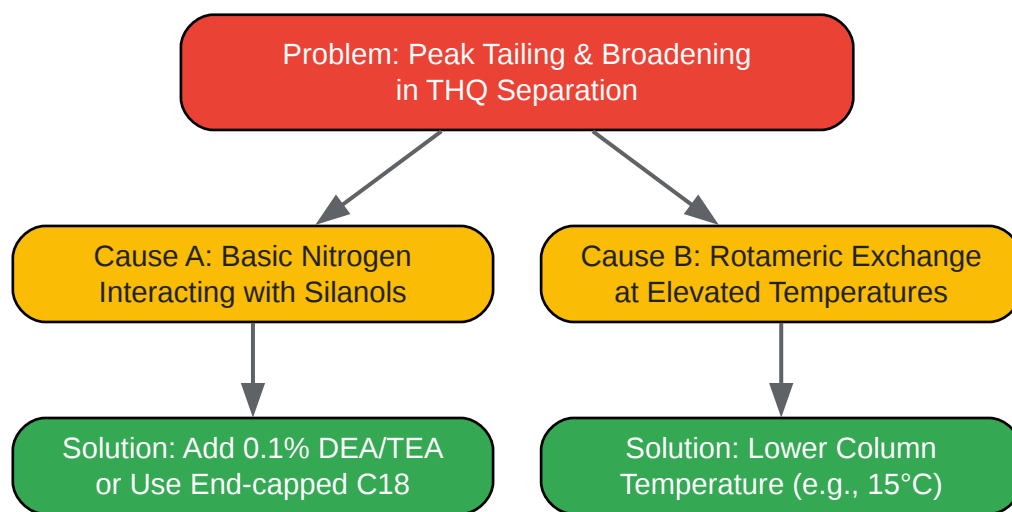 Problem: Peak Tailing & Broadening
in THQ Separation
Cause A: Basic Nitrogen
Interacting with Silanols
Cause B: Rotameric Exchange
at Elevated Temperatures
Solution: Add 0.1% DEA/TEA
or Use End-capped C18
Solution: Lower Column
Temperature (e.g., 15°C)